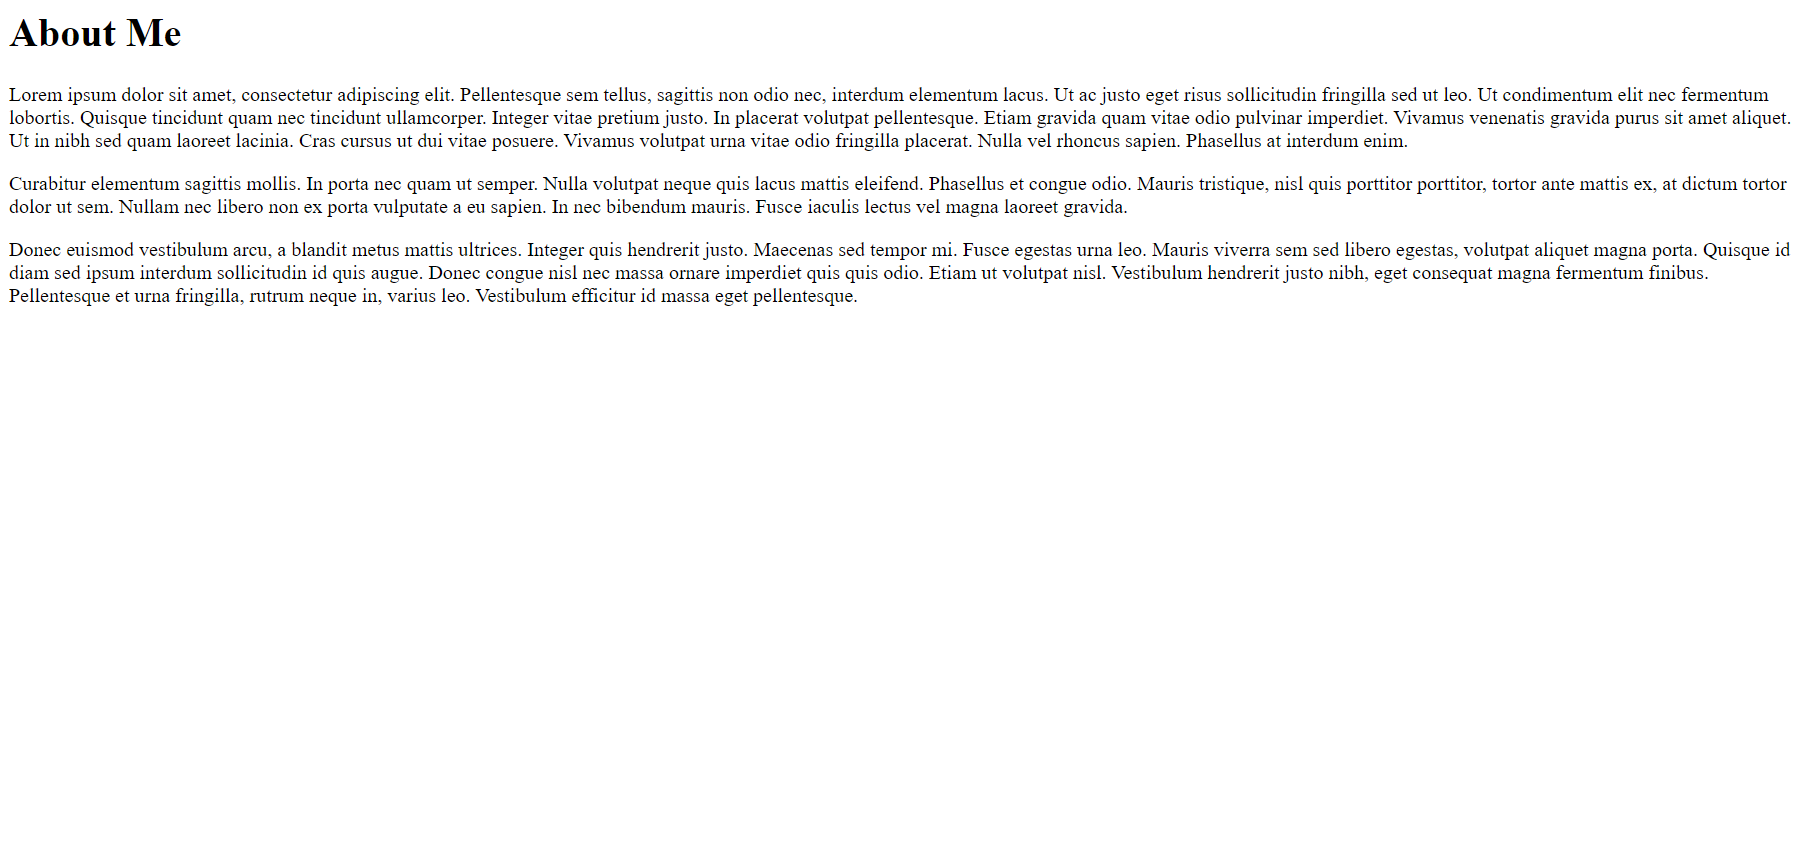 About Me
Lorem ipsum dolor sit amet, consectetur adipiscing elit. Pellentesque sem tellus, sagittis non odio nec, interdum elementum lacus. Ut ac justo eget risus sollicitudin fringilla sed ut leo. Ut condimentum elit nec fermentum
lobortis. Quisque tincidunt quam nec tincidunt ullamcorper. Integer vitae pretium justo. In placerat volutpat pellentesque. Etiam gravida quam vitae odio pulvinar imperdiet. Vivamus venenatis gravida purus sit amet aliquet.
Ut in nibh sed quam laoreet lacinia. Cras cursus ut dui vitae posuere. Vivamus volutpat urna vitae odio fringilla placerat. Nulla vel rhoncus sapien. Phasellus at interdum enim.
Curabitur elementum sagittis mollis. In porta nec quam ut semper. Nulla volutpat neque quis lacus mattis eleifend. Phasellus et congue odio. Mauris tristique, nisl quis porttitor porttitor, tortor ante mattis ex, at dictum tortor
dolor ut sem. Nullam nec libero non ex porta vulputate a eu sapien. In nec bibendum mauris. Fusce iaculis lectus vel magna laoreet gravida.
Donec euismod vestibulum arcu, a blandit metus mattis ultrices. Integer quis hendrerit justo. Maecenas sed tempor mi. Fusce egestas urna leo. Mauris viverra sem sed libero egestas, volutpat aliquet magna porta. Quisque id
diam sed ipsum interdum sollicitudin id quis augue. Donec congue nisl nec massa ornare imperdiet quis quis odio. Etiam ut volutpat nisl. Vestibulum hendrerit justo nibh, eget consequat magna fermentum finibus.
Pellentesque et urna fringilla, rutrum neque in, varius leo. Vestibulum efficitur id massa eget pellentesque.